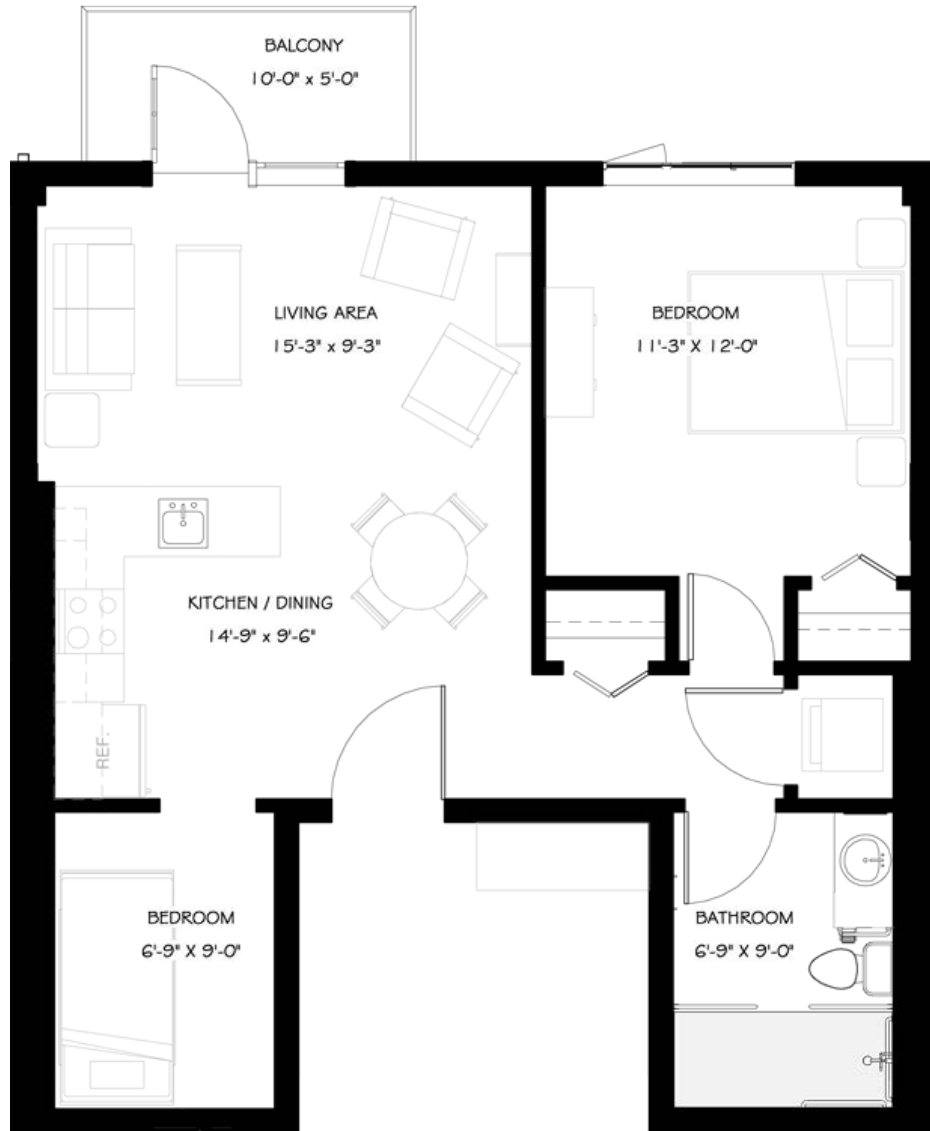 BALCONY
10'-0" x 5'-0"
LIVING AREA
15'-3" x 9'-3"
BEDROOM
11'-3" X 12'-0"
KITCHEN / DINING
14'-9" x 9'-6"
REF.
BEDROOM
6'-9" X 9'-0"
BATHROOM
6'-9" X 9'-0"